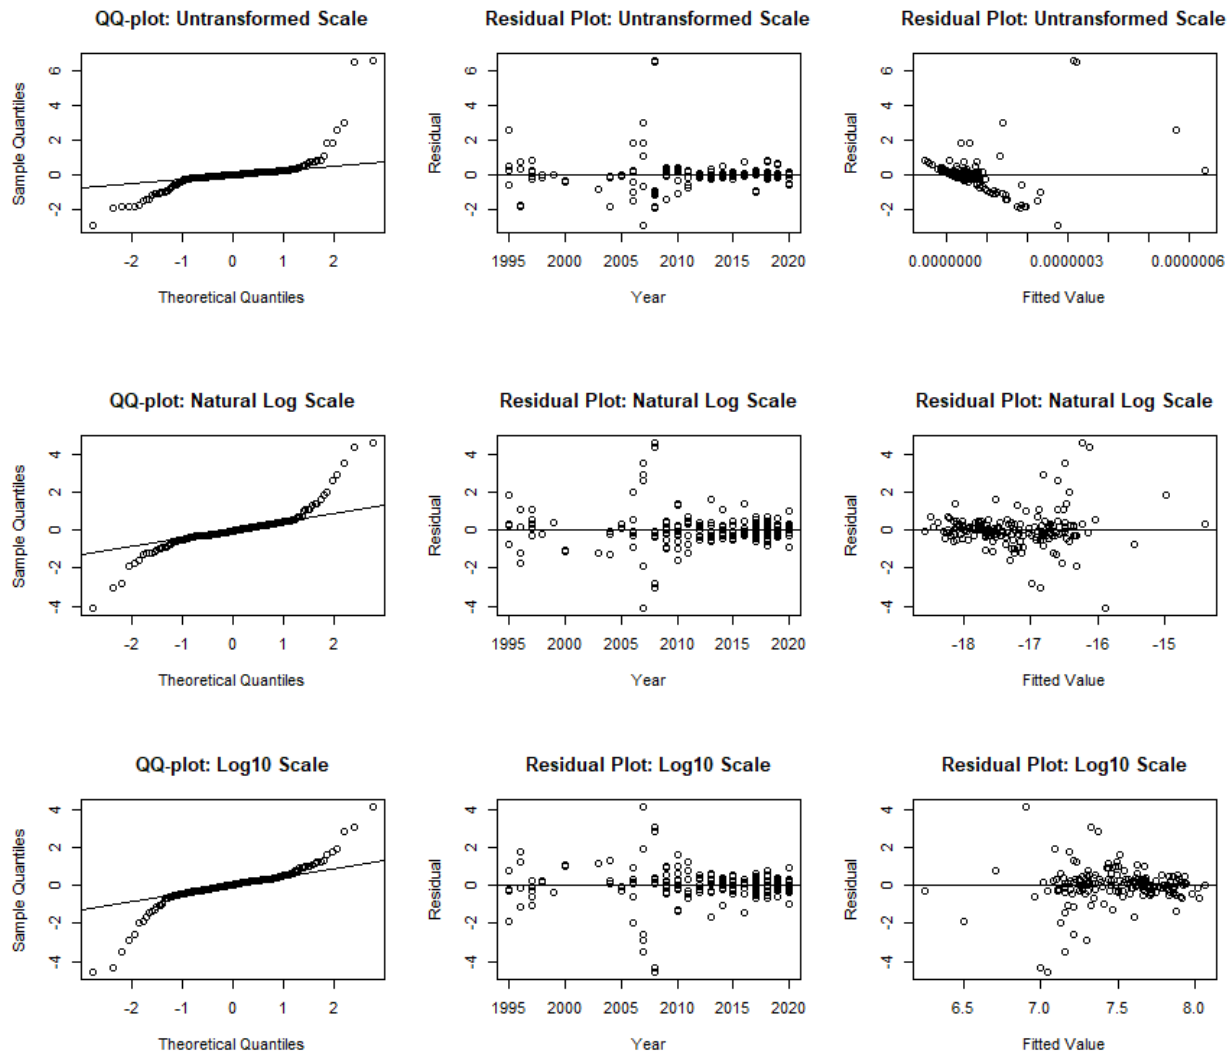 QQ-plot: Untransformed Scale
Sample Quantiles
6
4
2
0
-2
-2 -1 0 1 2
Theoretical Quantiles
Residual Plot: Untransformed Scale
Residual
6
4
2
0
-2
1995 2000 2005 2010 2015 2020
Year
Residual Plot: Untransformed Scale
Residual
6
4
2
0
-2
0.0000000 0.0000003 0.0000006
Fitted Value
QQ-plot: Natural Log Scale
Sample Quantiles
4
2
0
-2
-4
-2 -1 0 1 2
Theoretical Quantiles
Residual Plot: Natural Log Scale
Residual
4
2
0
-2
-4
1995 2000 2005 2010 2015 2020
Year
Residual Plot: Natural Log Scale
Residual
4
2
0
-2
-4
-18 -17 -16 -15
Fitted Value
QQ-plot: Log10 Scale
Sample Quantiles
4
2
0
-2
-4
-2 -1 0 1 2
Theoretical Quantiles
Residual Plot: Log10 Scale
Residual
4
2
0
-2
-4
1995 2000 2005 2010 2015 2020
Year
Residual Plot: Log10 Scale
Residual
4
2
0
-2
-4
6.5 7.0 7.5 8.0
Fitted Value